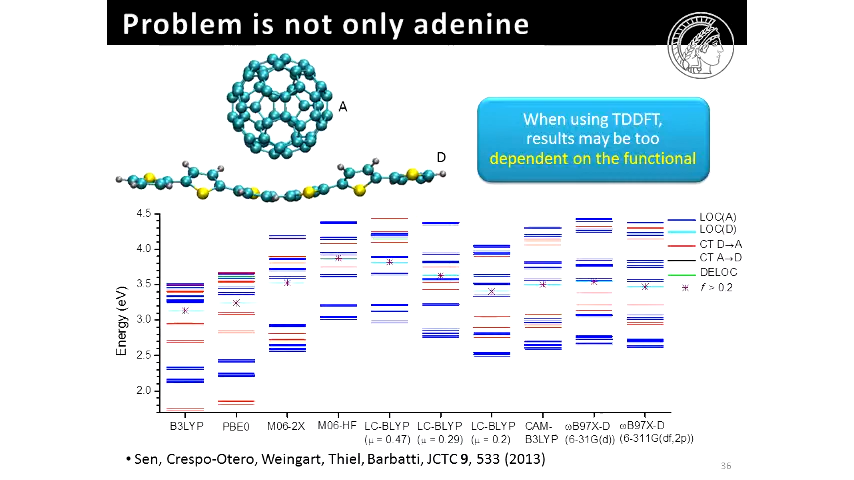 Problem is not only adenine
A
D
When using TDDFT,
results may be too
dependent on the functional
4.5
4.0
3.5
3.0
2.5
2.0
Energy (eV)
LOC(A)
LOC(D)
CT D→A
CT A→D
DELOC
f > 0.2
B3LYP
PBE0
M06-2X
M06-HF
LC-BLYP
(μ = 0.47)
LC-BLYP
(μ = 0.29)
LC-BLYP
(μ = 0.2)
CAM-
B3LYP
ωB97X-D
(6-31G(d))
ωB97X-D
(6-311G(df,2p))
• Sen, Crespo-Otero, Weingart, Thiel, Barbatti, JCTC 9, 533 (2013)
36